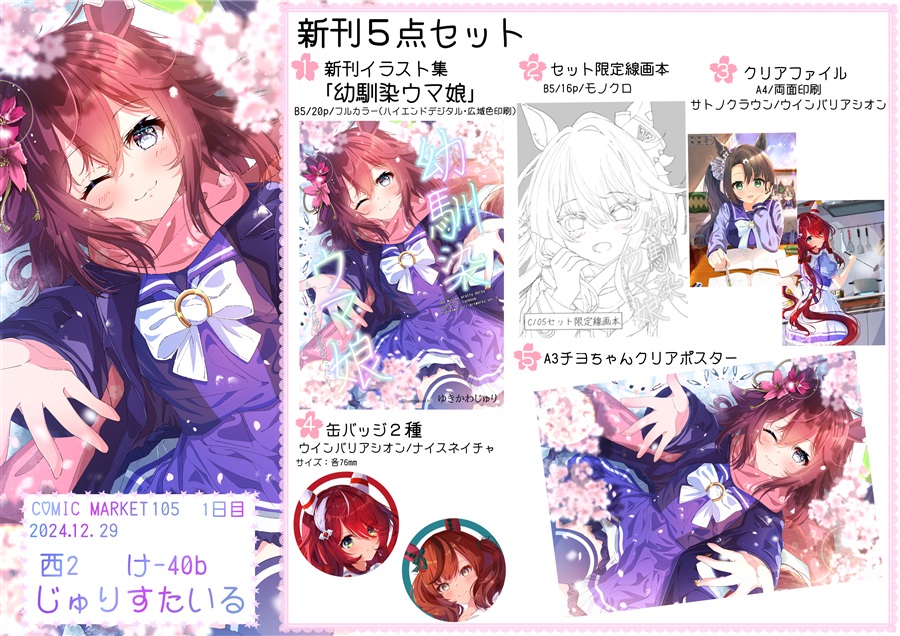 新刊5点セット
1 新刊イラスト集
「幼馴染ウマ娘」
B5/20p/フルカラー(ハイエンドデジタル・広域色印刷)
幼馴染
ウマ娘
ゆきかわじゅり
2 セット限定線画本
B5/16p/モノクロ
C105セット限定線画本
3 クリアファイル
A4/両面印刷
サトノクラウン/ウインバリアシオン
4 缶バッジ2種
ウインバリアシオン/ナイスネイチャ
サイズ：各76mm
5 A3チヨちゃんクリアポスター
COMIC MARKET105 1日目
2024.12.29
西2 け-40b
じゅりすたいる